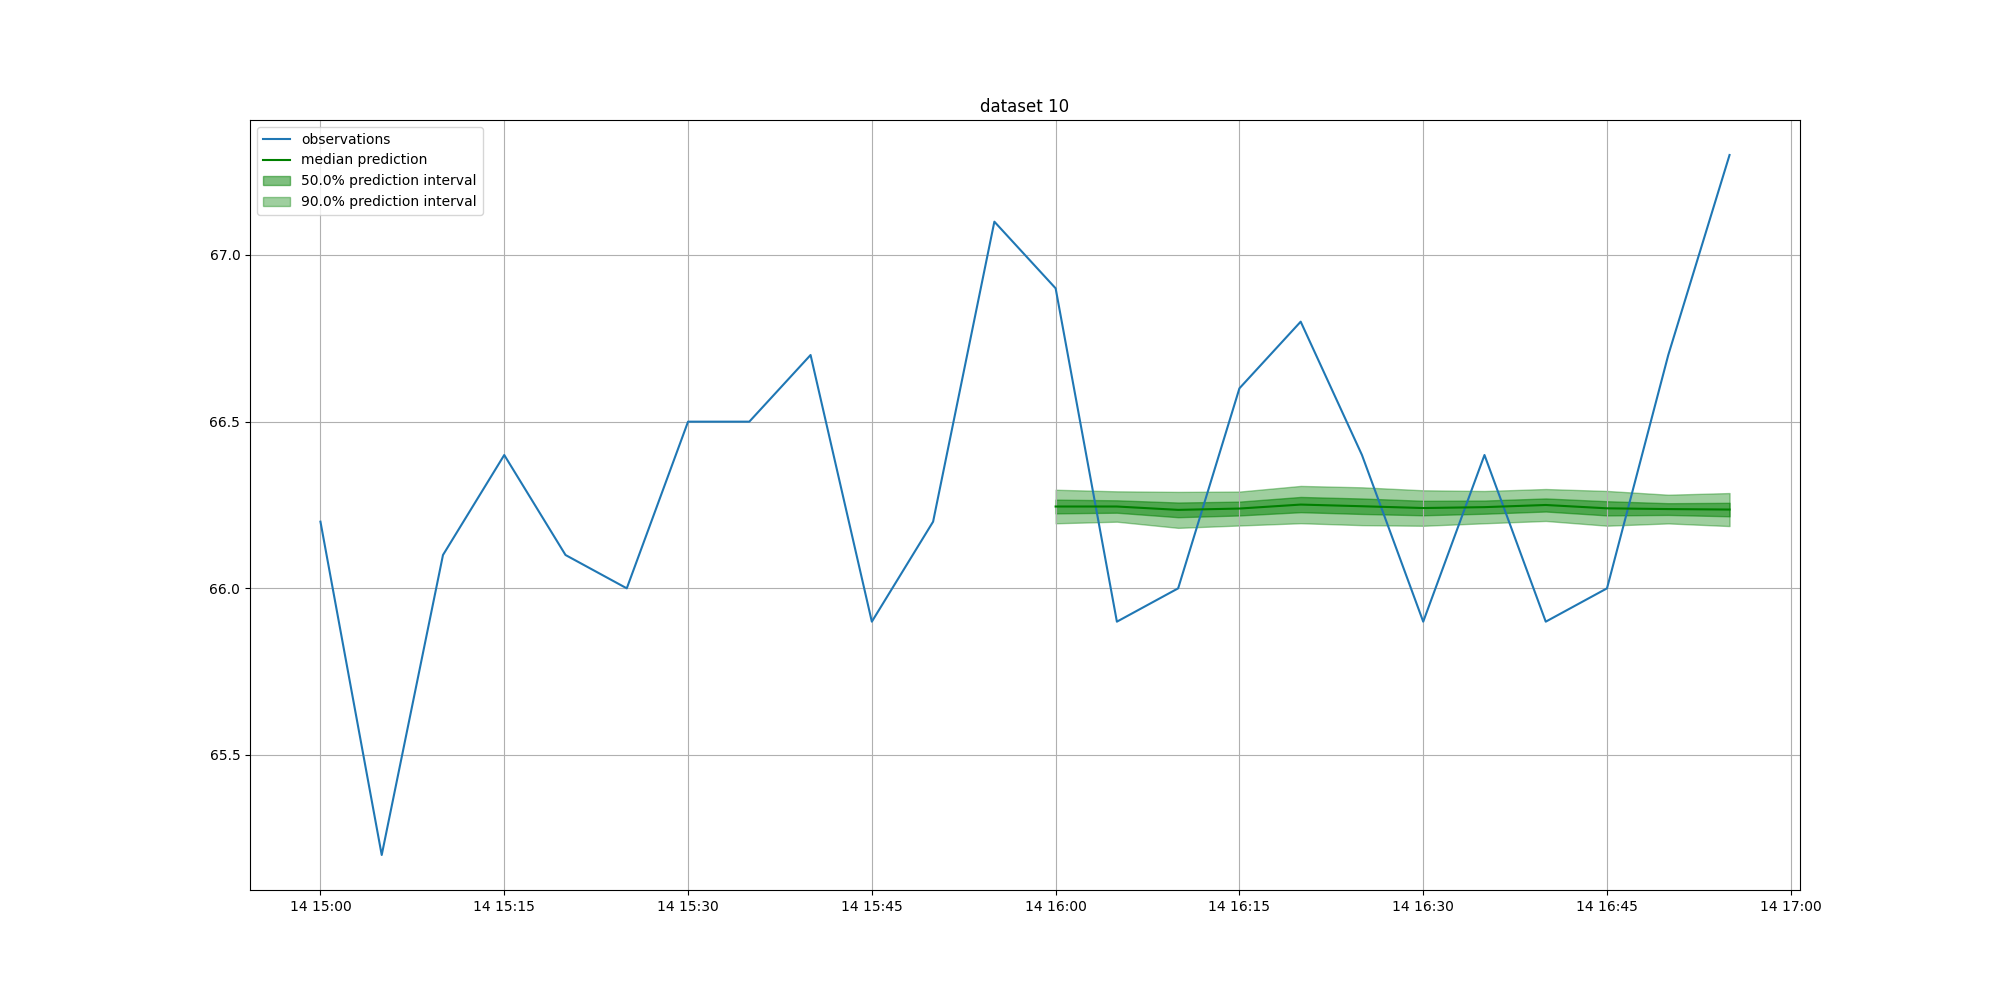 dataset 10
observations
median prediction
50.0% prediction interval
90.0% prediction interval
67.0
66.5
66.0
65.5
14 15:00 14 15:15 14 15:30 14 15:45 14 16:00 14 16:15 14 16:30 14 16:45 14 17:00